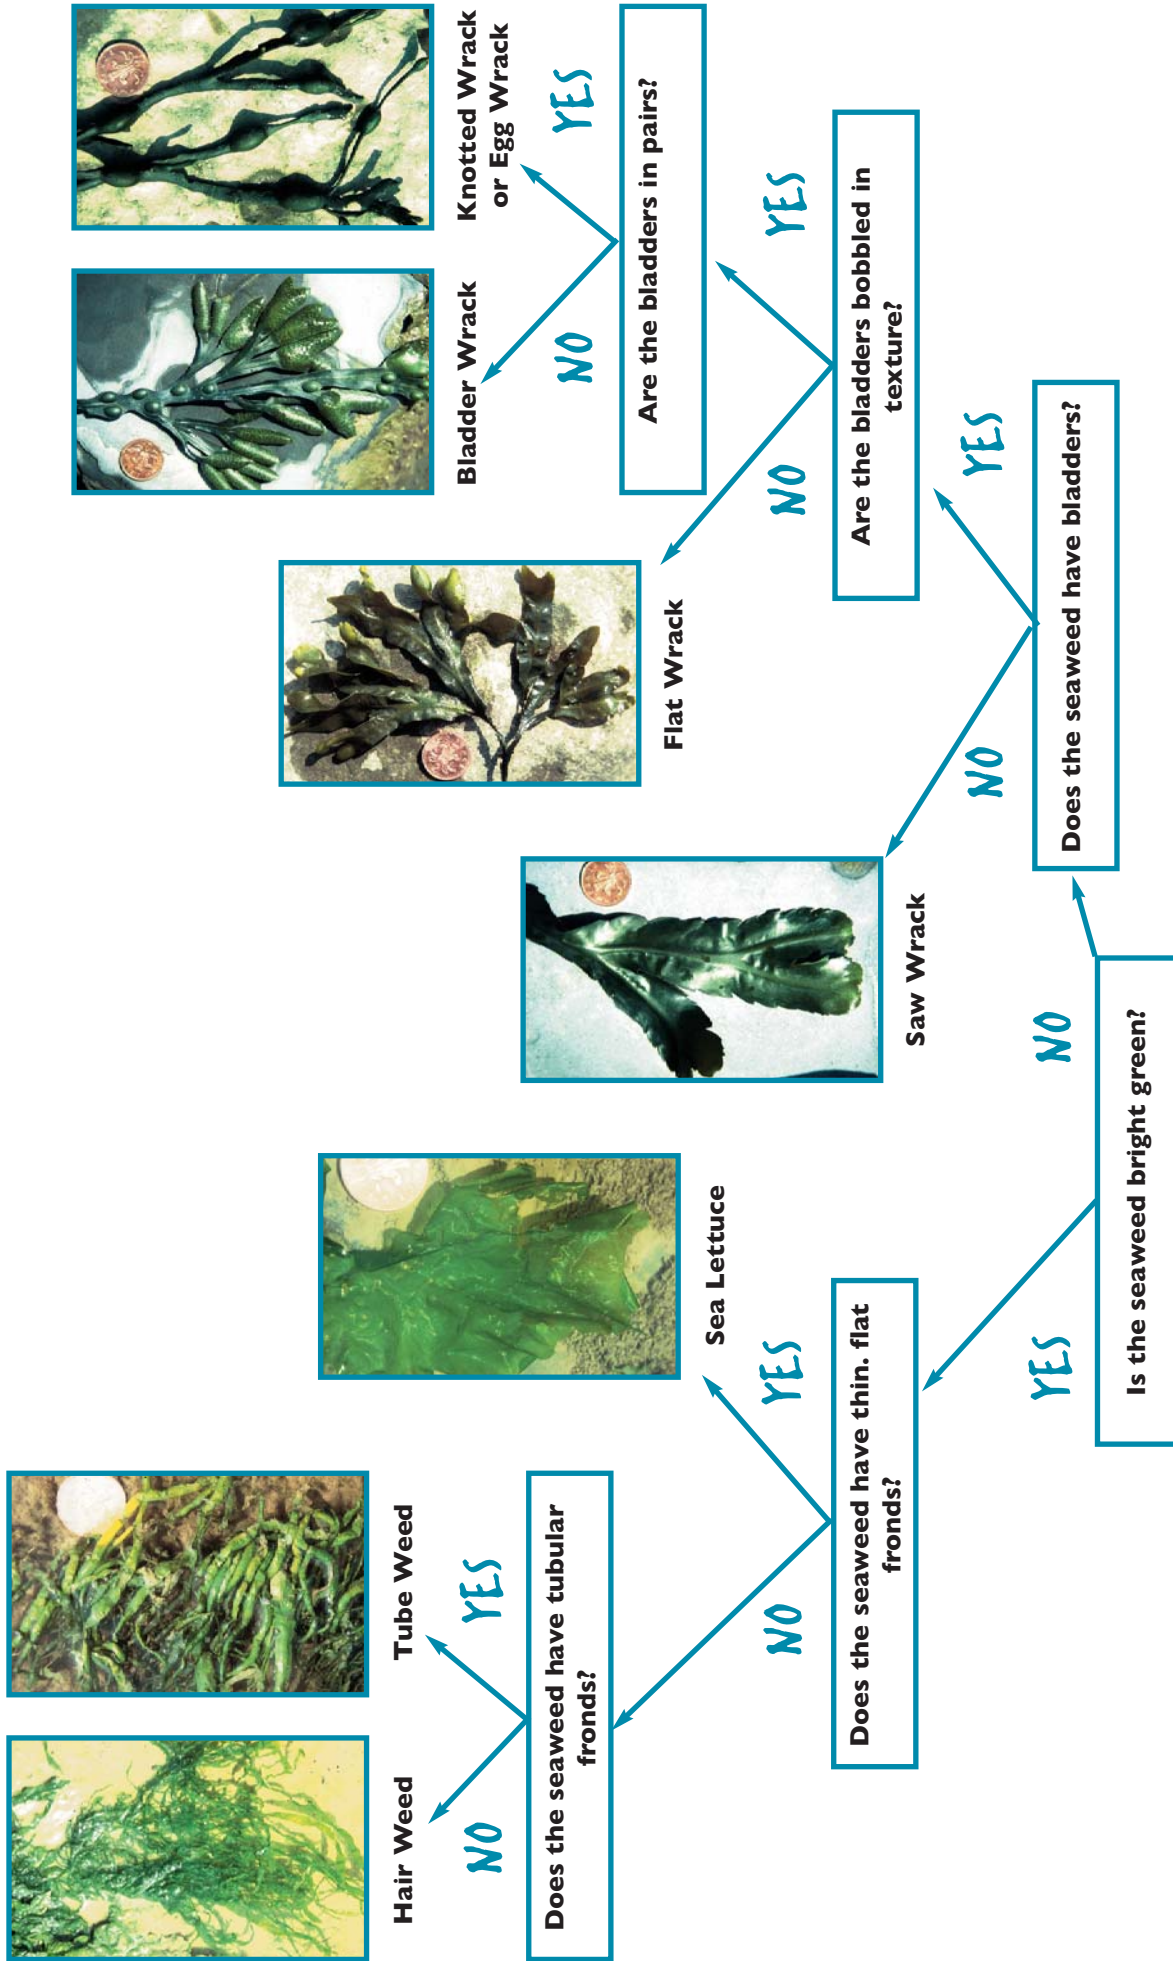 Is the seaweed bright green?
YES
NO
Does the seaweed have thin. flat
fronds?
NO
YES
Does the seaweed have tubular
fronds?
NO
YES
Hair Weed
Tube Weed
Sea Lettuce
Does the seaweed have bladders?
NO
YES
Saw Wrack
Are the bladders bobbled in
texture?
NO
YES
Flat Wrack
Are the bladders in pairs?
NO
YES
Bladder Wrack
Knotted Wrack
or Egg Wrack